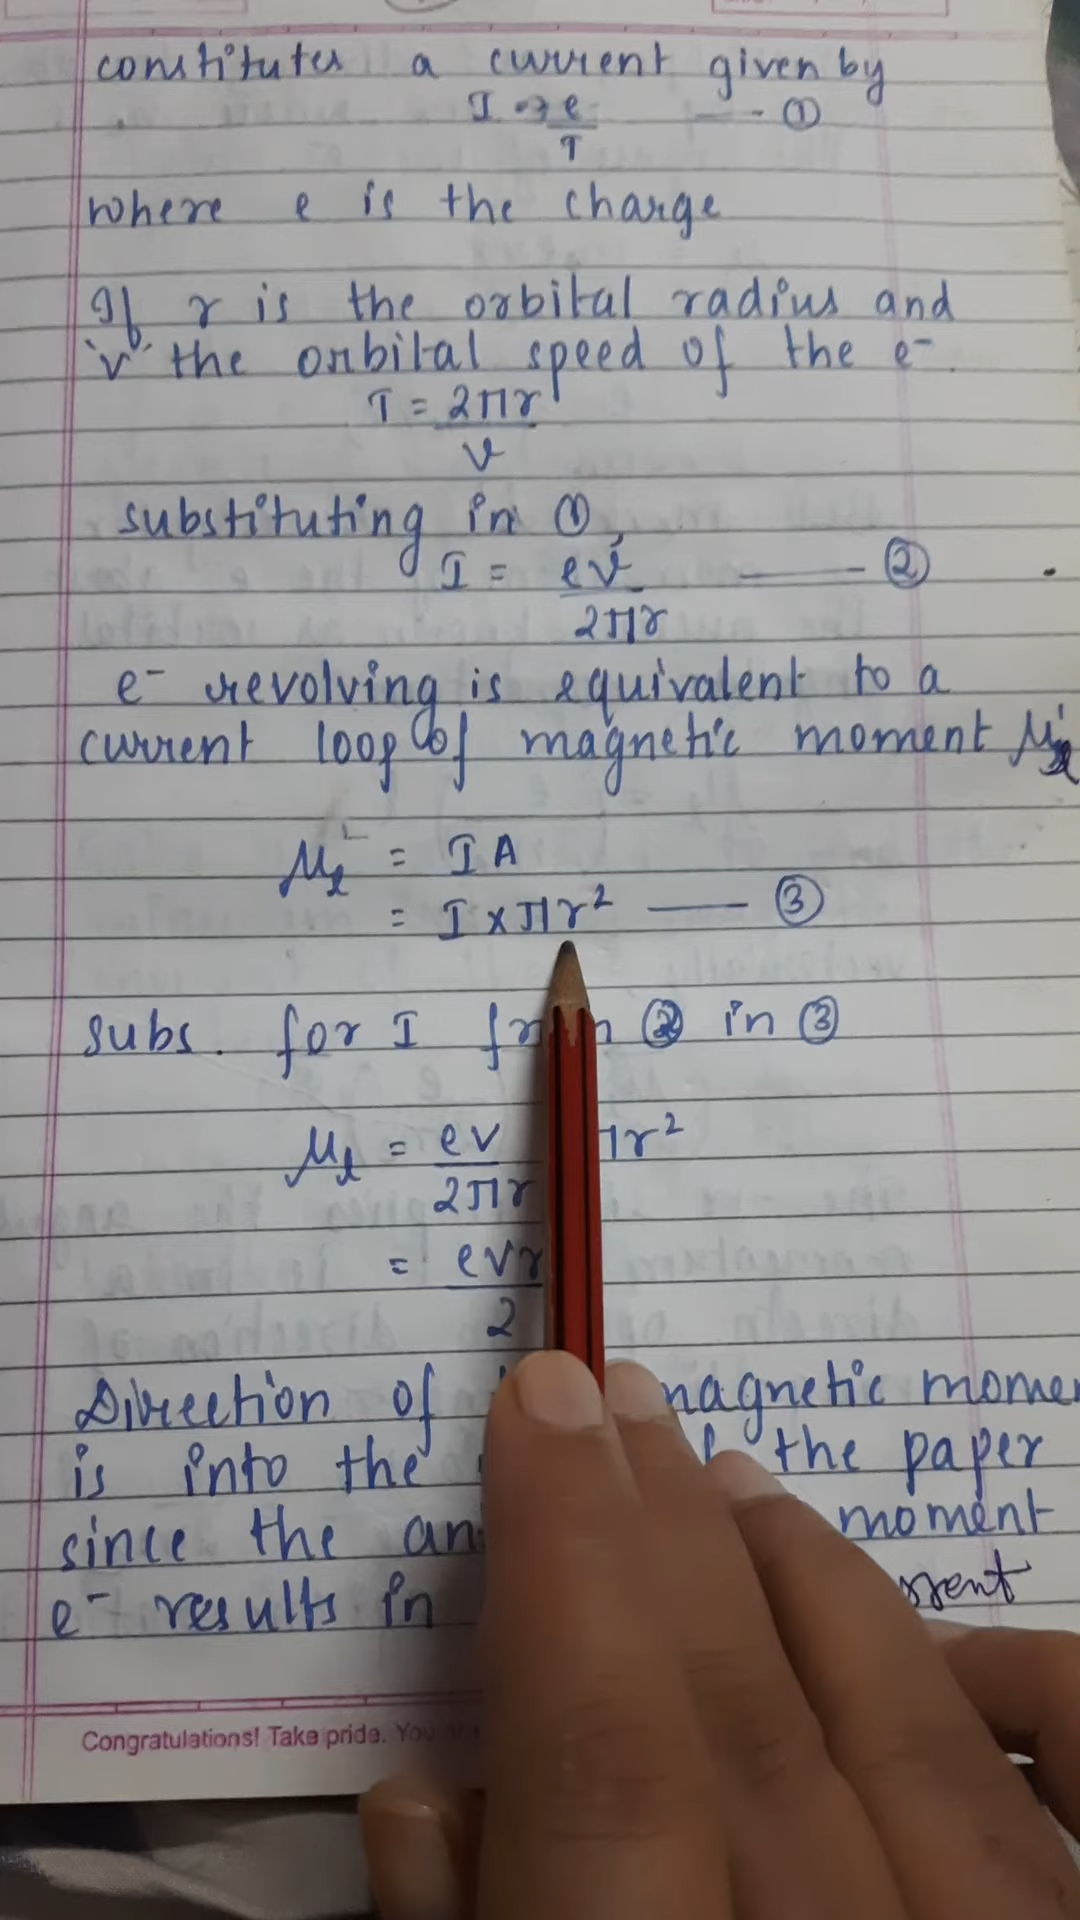 constitutes a current given by
I → e/T -- ①
where e is the charge
If r is the orbital radius and
'v' the orbital speed of the e⁻.
T = 2πr/v
substituting in ①,
I = ev/2πr —— ②
e⁻ revolving is equivalent to a
current loop of magnetic moment μl
μl = IA
= I × πr² —— ③
subs. for I ② in ③
μl = ev/2πr πr²
= evr/2
Direction of magnetic
is into the the paper
since the moment
e⁻ results in
Congratulations! Take pride. You